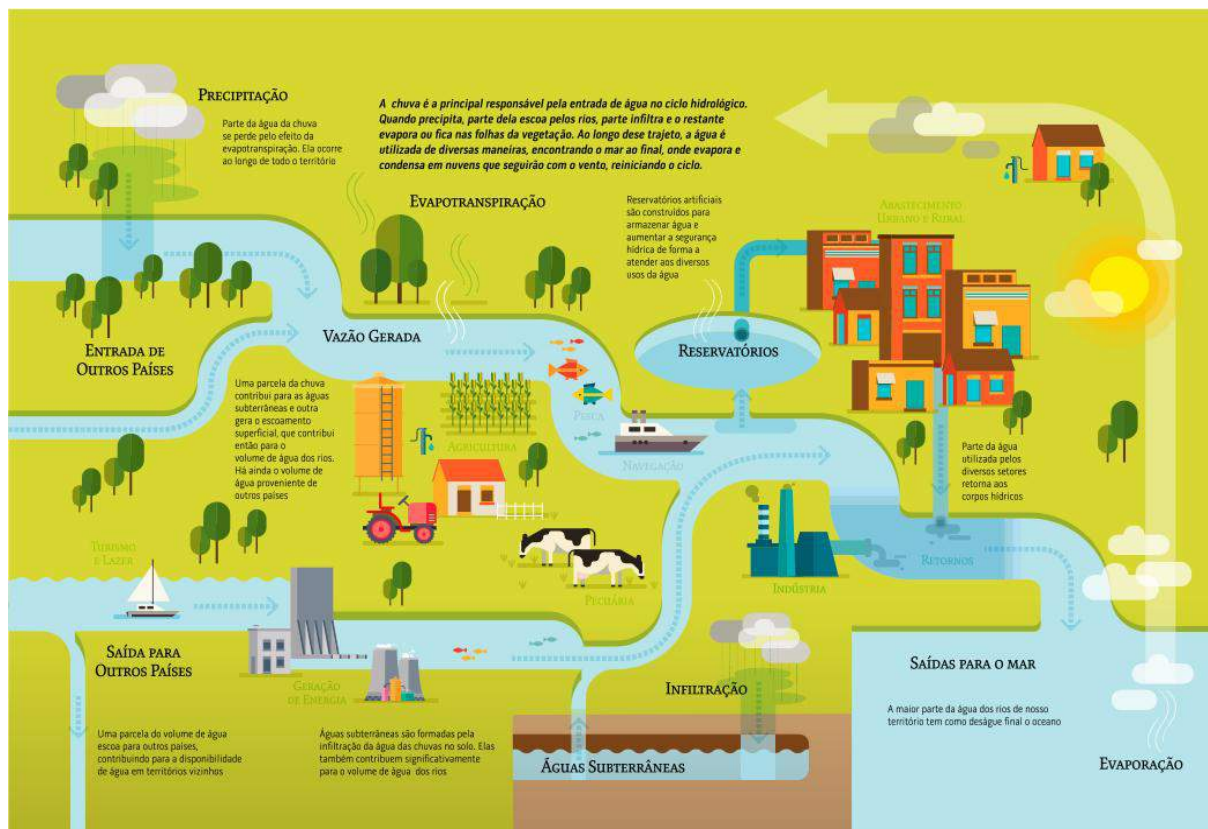 PRECIPITAÇÃO
Parte da água da chuva
se perde pelo efeito da
evapotranspiração. Ela ocorre
ao longo de todo o território
A chuva é a principal responsável pela entrada de água no ciclo hidrológico.
Quando precipita, parte dela escoa pelos rios, parte infiltra e o restante
evapora ou fica nas folhas da vegetação. Ao longo dese trajeto, a água é
utilizada de diversas maneiras, encontrando o mar ao final, onde evapora e
condensa em nuvens que seguirão com o vento, reiniciando o ciclo.
EVAPOTRANSPIRAÇÃO
Reservatórios artificiais
são construídos para
armazenar água e
aumentar a segurança
hídrica de forma a
atender aos diversos
usos da água
ABASTECIMENTO
URBANO E RURAL
ENTRADA DE
OUTROS PAÍSES
VAZÃO GERADA
RESERVATÓRIOS
Uma parcela da chuva
contribui para as águas
subterrâneas e outra
gera o escoamento
superficial, que contribui
então para o
volume de água dos rios.
Há ainda o volume de
água proveniente de
outros países
AGRICULTURA
PESCA
NAVEGAÇÃO
Parte da água
utilizada pelos
diversos setores
retorna aos
corpos hídricos
TURISMO
E LAZER
PECUÁRIA
INDÚSTRIA
RETORNOS
SAÍDA PARA
OUTROS PAÍSES
GERAÇÃO
DE ENERGIA
INFILTRAÇÃO
SAÍDAS PARA O MAR
A maior parte da água dos rios de nosso
território tem como deságue final o oceano
Uma parcela do volume de água
escoa para outros países,
contribuindo para a disponibilidade
de água em territórios vizinhos
Águas subterrâneas são formadas pela
infiltração da água das chuvas no solo. Elas
também contribuem significativamente
para o volume de água dos rios
ÁGUAS SUBTERRÂNEAS
EVAPORAÇÃO